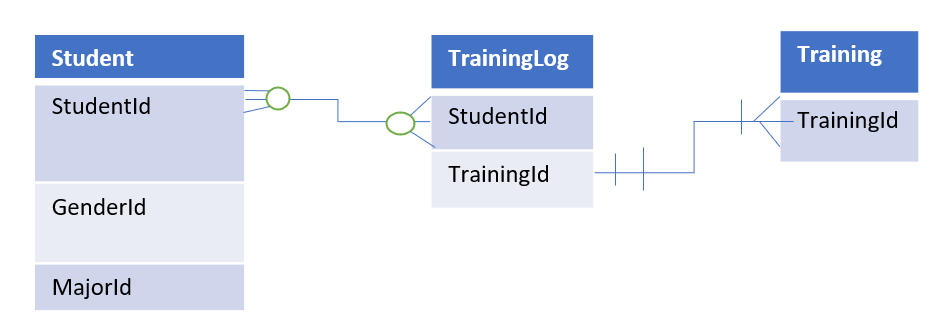 Student
StudentId
GenderId
MajorId
TrainingLog
StudentId
TrainingId
Training
TrainingId